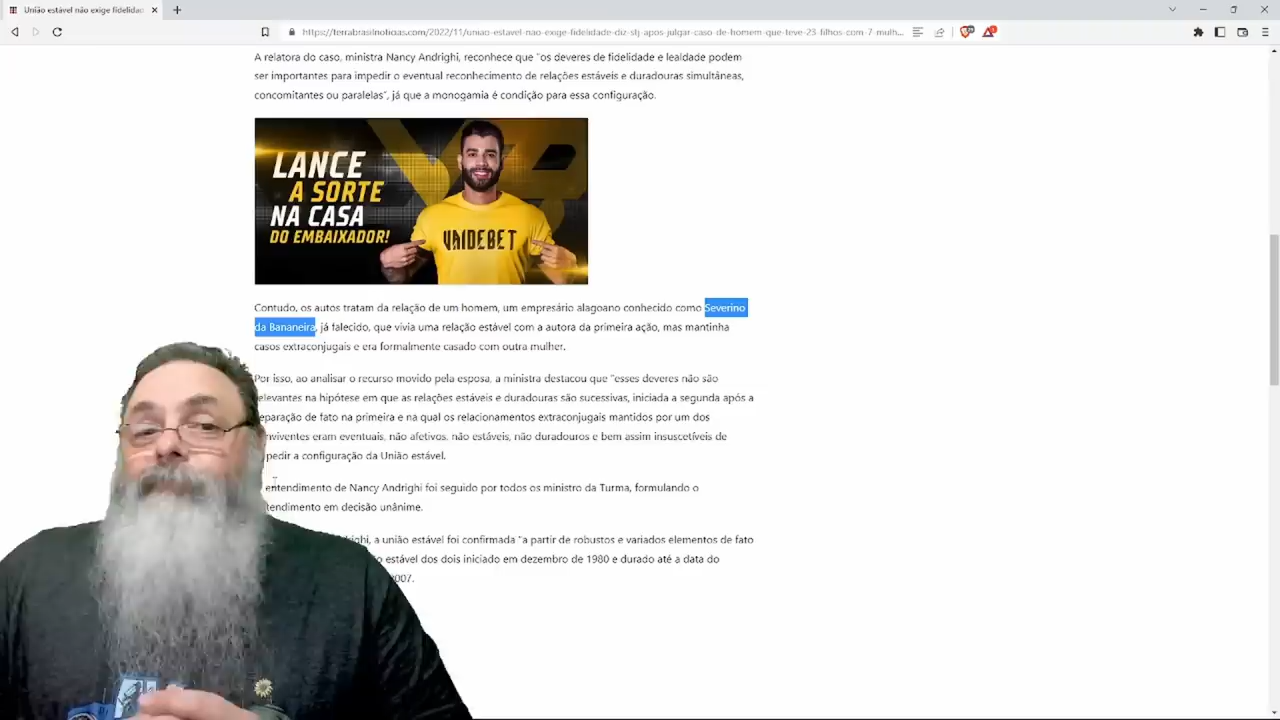 União estável não exige fidelidad
https://terrabrasilnoticias.com/2022/11/uniao-estavel-nao-exige-fidelidade-diz-stj-apos-julgar-caso-de-homem-que-teve-23-filhos-com-7-mulh...
A relatora do caso, ministra Nancy Andrighi, reconhece que "os deveres de fidelidade e lealdade podem
ser importantes para impedir o eventual reconhecimento de relações estáveis e duradouras simultâneas,
concomitantes ou paralelas", já que a monogamia é condição para essa configuração.
LANCE
A SORTE
NA CASA
DO EMBAIXADOR!
VAIDEBET
Contudo, os autos tratam da relação de um homem, um empresário alagoano conhecido como Severino
da Bananeira, já falecido, que vivia uma relação estável com a autora da primeira ação, mas mantinha
casos extraconjugais e era formalmente casado com outra mulher.
Por isso, ao analisar o recurso movido pela esposa, a ministra destacou que "esses deveres não são
relevantes na hipótese em que as relações estáveis e duradouras são sucessivas, iniciada a segunda após a
eparação de fato na primeira e na qual os relacionamentos extraconjugais mantidos por um dos
nviventes eram eventuais, não afetivos, não estáveis, não duradouros e bem assim insuscetíveis de
pedir a configuração da União estável.
entendimento de Nancy Andrighi foi seguido por todos os ministro da Turma, formulando o
tendimento em decisão unânime.
ighi, a união estável foi confirmada "a partir de robustos e variados elementos de fato
estável dos dois iniciado em dezembro de 1980 e durado até a data do
2007.